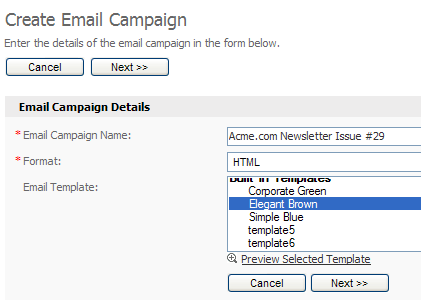 Create Email Campaign
Enter the details of the email campaign in the form below.
Cancel Next >>
Email Campaign Details
* Email Campaign Name: Acme.com Newsletter Issue #29
* Format: HTML
Email Template: Built In Templates
Corporate Green
Elegant Brown
Simple Blue
template5
template6
Preview Selected Template
Cancel Next >>